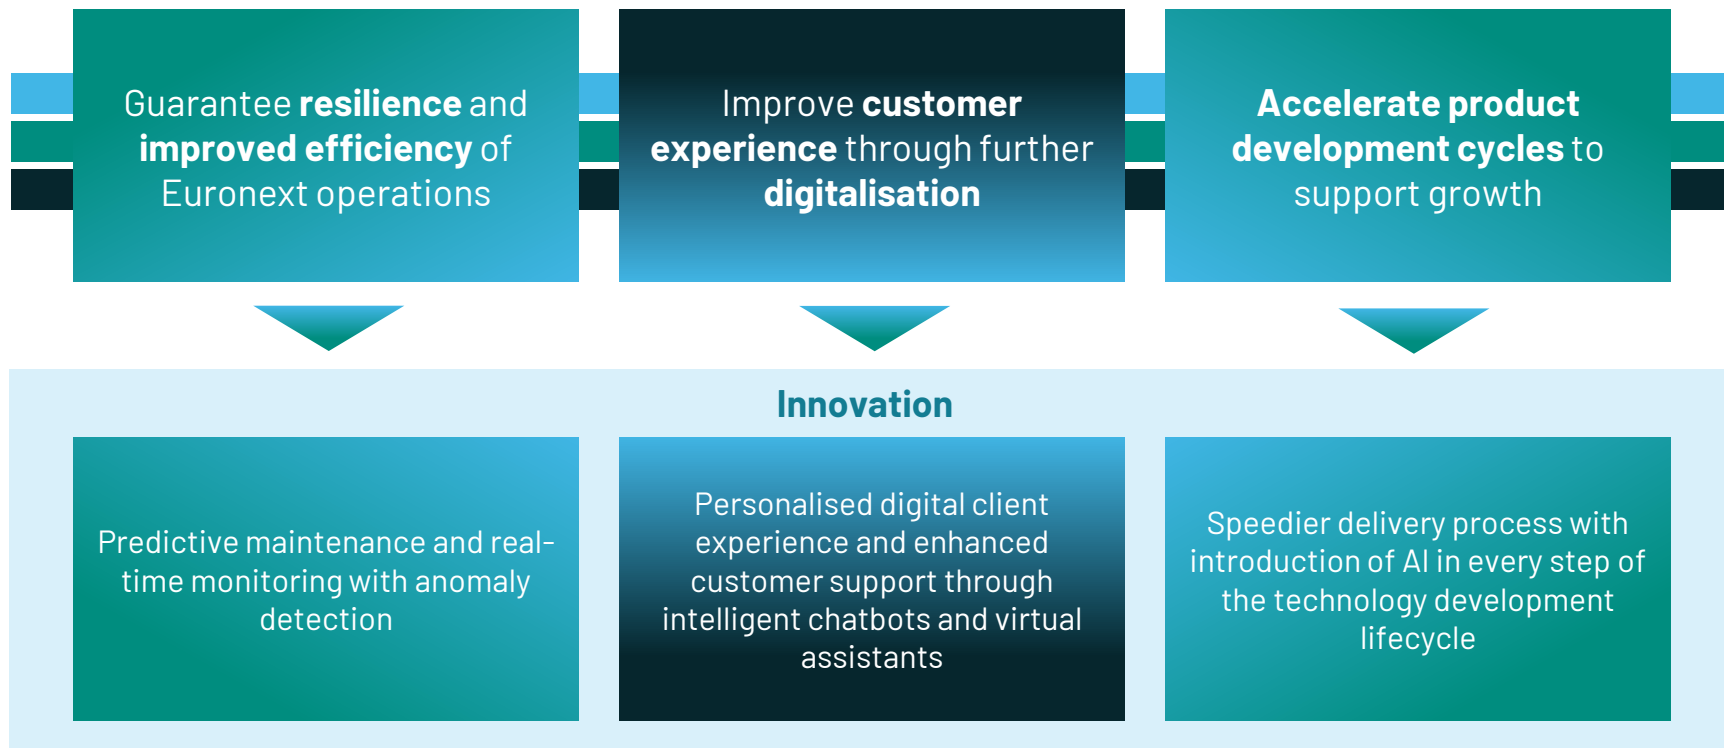 Guarantee resilience and
improved efficiency of
Euronext operations
Improve customer
experience through further
digitalisation
Accelerate product
development cycles to
support growth
Innovation
Predictive maintenance and real-
time monitoring with anomaly
detection
Personalised digital client
experience and enhanced
customer support through
intelligent chatbots and virtual
assistants
Speedier delivery process with
introduction of AI in every step of
the technology development
lifecycle